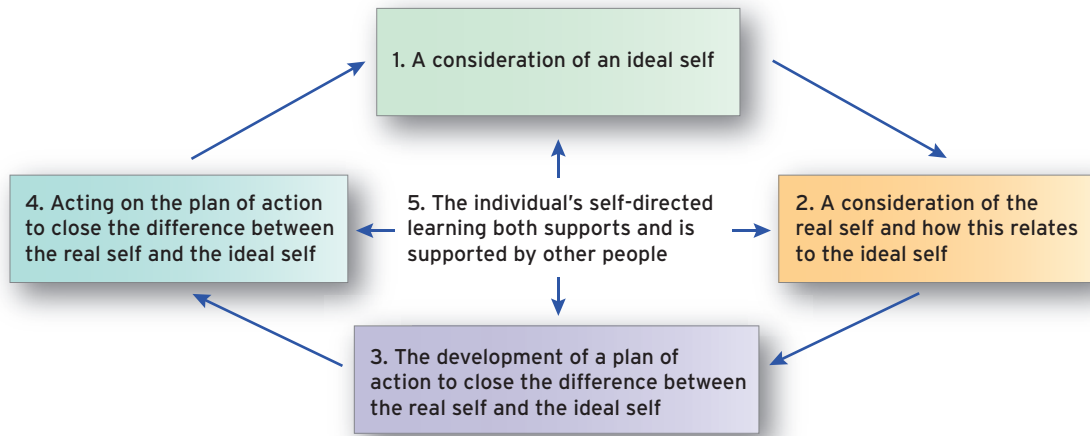 1. A consideration of an ideal self
2. A consideration of the
real self and how this relates
to the ideal self
3. The development of a plan of
action to close the difference between
the real self and the ideal self
4. Acting on the plan of action
to close the difference between
the real self and the ideal self
5. The individual’s self-directed
learning both supports and is
supported by other people